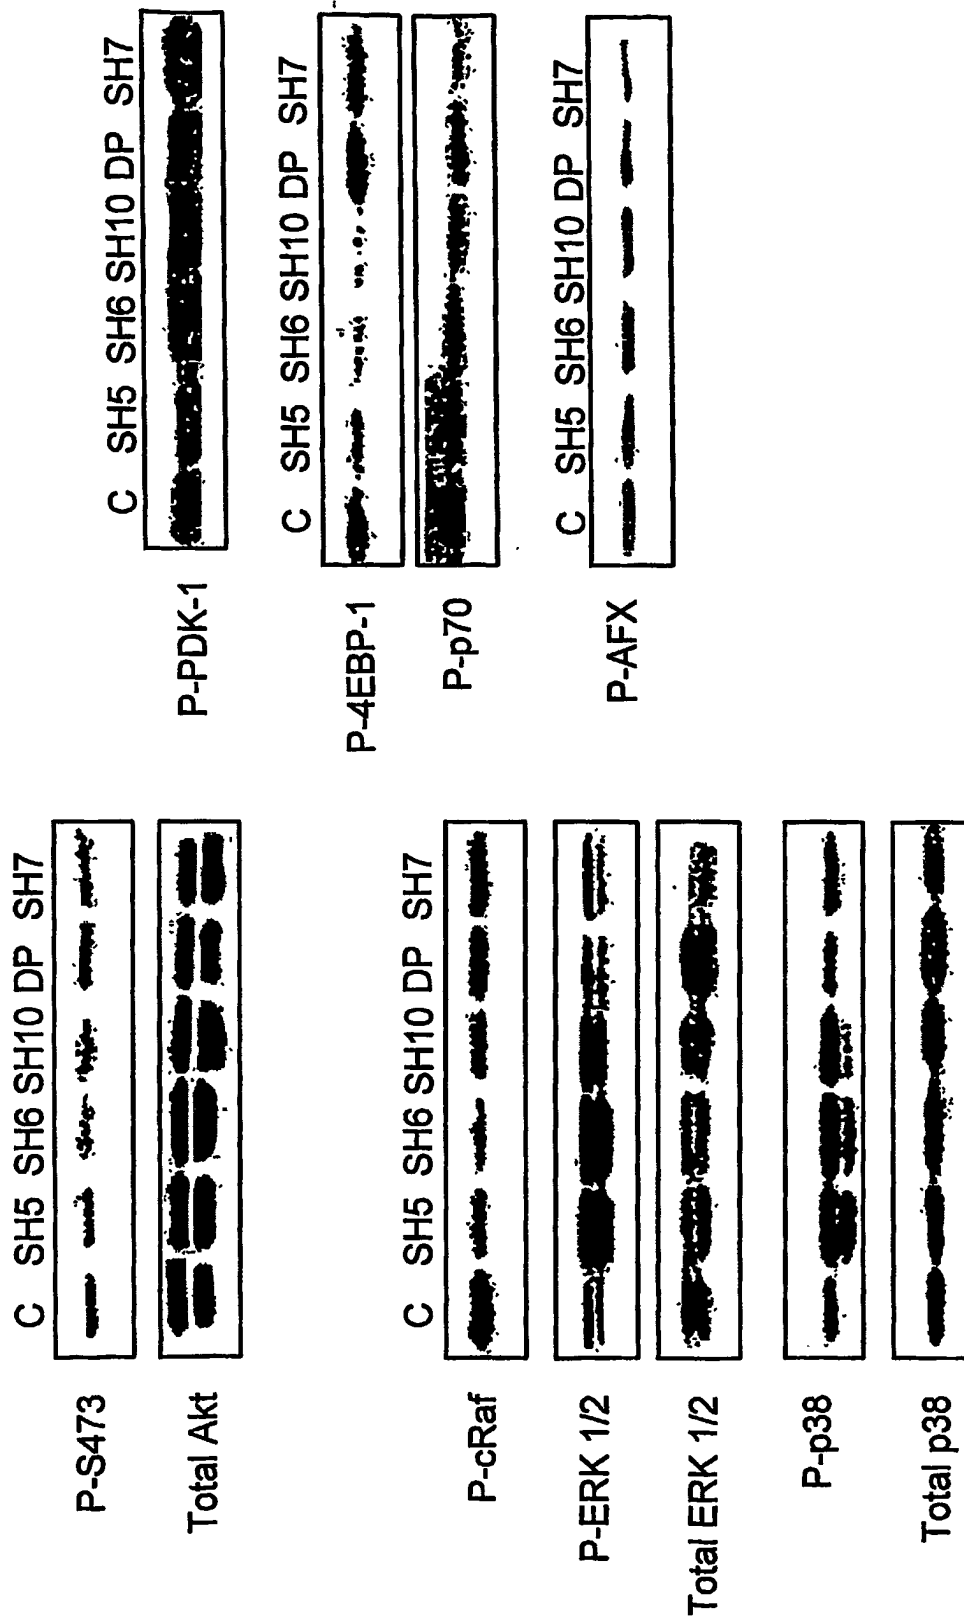 C SH5 SH6 SH10 DP SH7
P-S473
Total Akt
C SH5 SH6 SH10 DP SH7
P-cRaf
P-ERK 1/2
Total ERK 1/2
P-p38
Total p38
C SH5 SH6 SH10 DP SH7
P-PDK-1
C SH5 SH6 SH10 DP SH7
P-4EBP-1
P-p70
C SH5 SH6 SH10 DP SH7
P-AFX